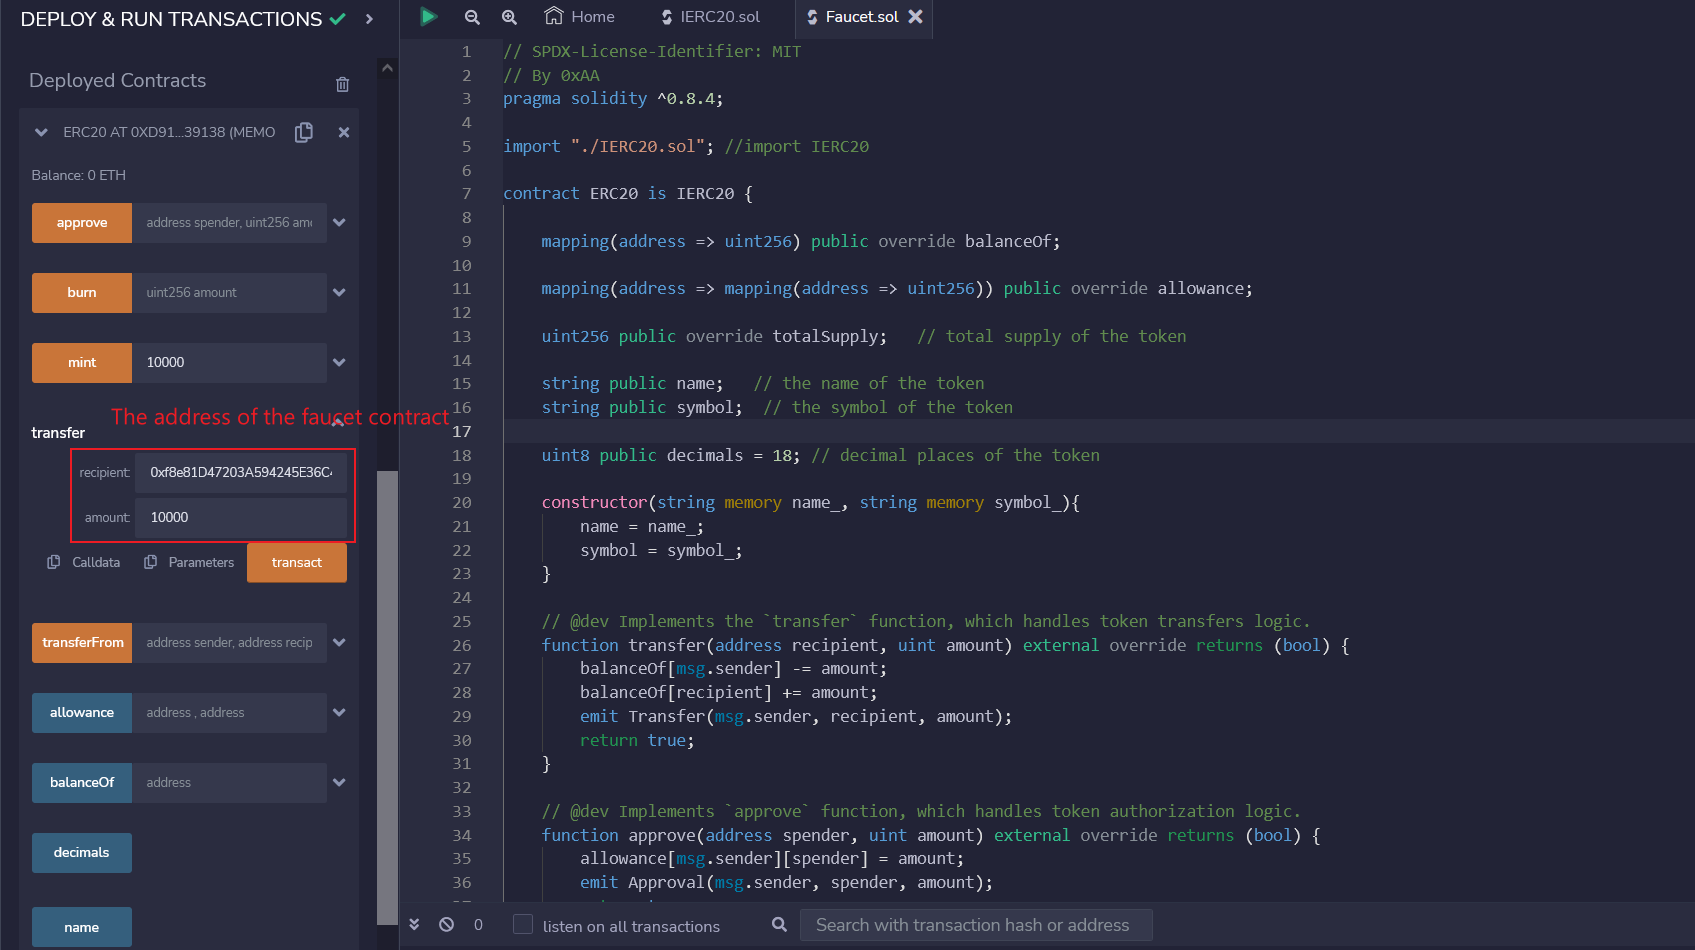 DEPLOY & RUN TRANSACTIONS
Deployed Contracts
ERC20 AT 0XD91...39138 (MEMO
Balance: 0 ETH
approve address spender, uint256 am
burn uint256 amount
mint 10000
The address of the faucet contract
transfer
recipient: 0xf8e81D47203A594245E36C
amount: 10000
Calldata Parameters transact
transferFrom address sender, address recip
allowance address , address
balanceOf address
decimals
name
Home IERC20.sol Faucet.sol
1 // SPDX-License-Identifier: MIT
2 // By 0xAA
3 pragma solidity ^0.8.4;
4
5 import "./IERC20.sol"; //import IERC20
6
7 contract ERC20 is IERC20 {
8
9 mapping(address => uint256) public override balanceOf;
10
11 mapping(address => mapping(address => uint256)) public override allowance;
12
13 uint256 public override totalSupply;   // total supply of the token
14
15 string public name;   // the name of the token
16 string public symbol;  // the symbol of the token
17
18 uint8 public decimals = 18; // decimal places of the token
19
20 constructor(string memory name_, string memory symbol_){
21 name = name_;
22 symbol = symbol_;
23 }
24
25 // @dev Implements the `transfer` function, which handles token transfers logic.
26 function transfer(address recipient, uint amount) external override returns (bool) {
27 balanceOf[msg.sender] -= amount;
28 balanceOf[recipient] += amount;
29 emit Transfer(msg.sender, recipient, amount);
30 return true;
31 }
32
33 // @dev Implements `approve` function, which handles token authorization logic.
34 function approve(address spender, uint amount) external override returns (bool) {
35 allowance[msg.sender][spender] = amount;
36 emit Approval(msg.sender, spender, amount);
0 listen on all transactions Search with transaction hash or address